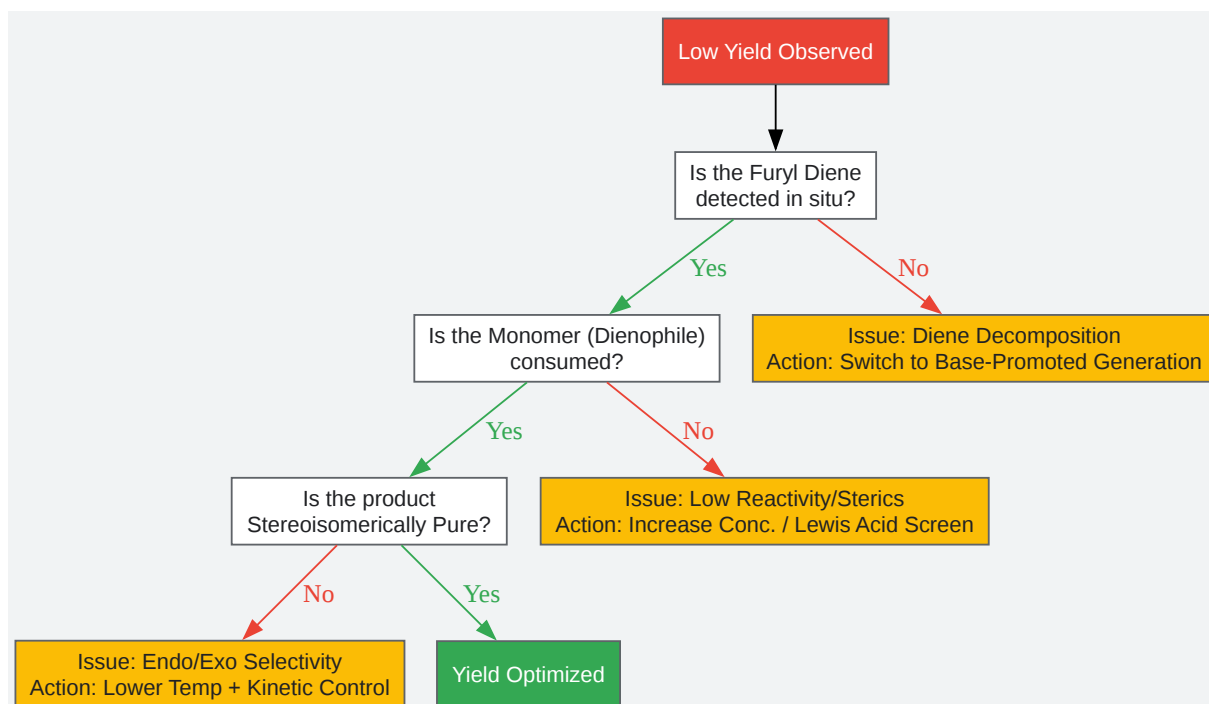 Low Yield Observed
Is the Furyl Diene
detected in situ?
Yes
No
Is the Monomer (Dienophile)
consumed?
Issue: Diene Decomposition
Action: Switch to Base-Promoted Generation
Yes
No
Is the product
Stereoisomerically Pure?
Issue: Low Reactivity/Sterics
Action: Increase Conc. / Lewis Acid Screen
No
Yes
Issue: Endo/Exo Selectivity
Action: Lower Temp + Kinetic Control
Yield Optimized